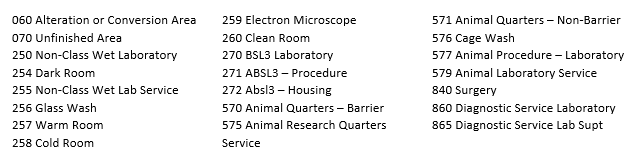 060 Alteration or Conversion Area
070 Unfinished Area
250 Non-Class Wet Laboratory
254 Dark Room
255 Non-Class Wet Lab Service
256 Glass Wash
257 Warm Room
258 Cold Room
259 Electron Microscope
260 Clean Room
270 BSL3 Laboratory
271 ABSL3 – Procedure
272 Absl3 – Housing
570 Animal Quarters – Barrier
575 Animal Research Quarters
Service
571 Animal Quarters – Non-Barrier
576 Cage Wash
577 Animal Procedure – Laboratory
579 Animal Laboratory Service
840 Surgery
860 Diagnostic Service Laboratory
865 Diagnostic Service Lab Supt